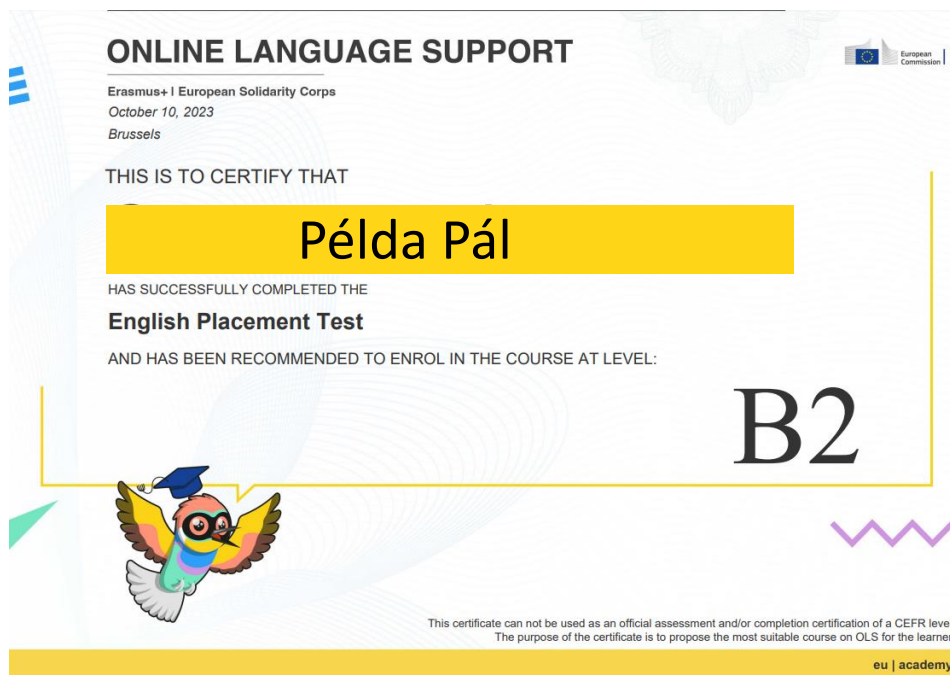 ONLINE LANGUAGE SUPPORT
European
Commission
Erasmus+ | European Solidarity Corps
October 10, 2023
Brussels
THIS IS TO CERTIFY THAT
Példa Pál
HAS SUCCESSFULLY COMPLETED THE
English Placement Test
AND HAS BEEN RECOMMENDED TO ENROL IN THE COURSE AT LEVEL:
B2
This certificate can not be used as an official assessment and/or completion certification of a CEFR leve
The purpose of the certificate is to propose the most suitable course on OLS for the learner
eu | academy